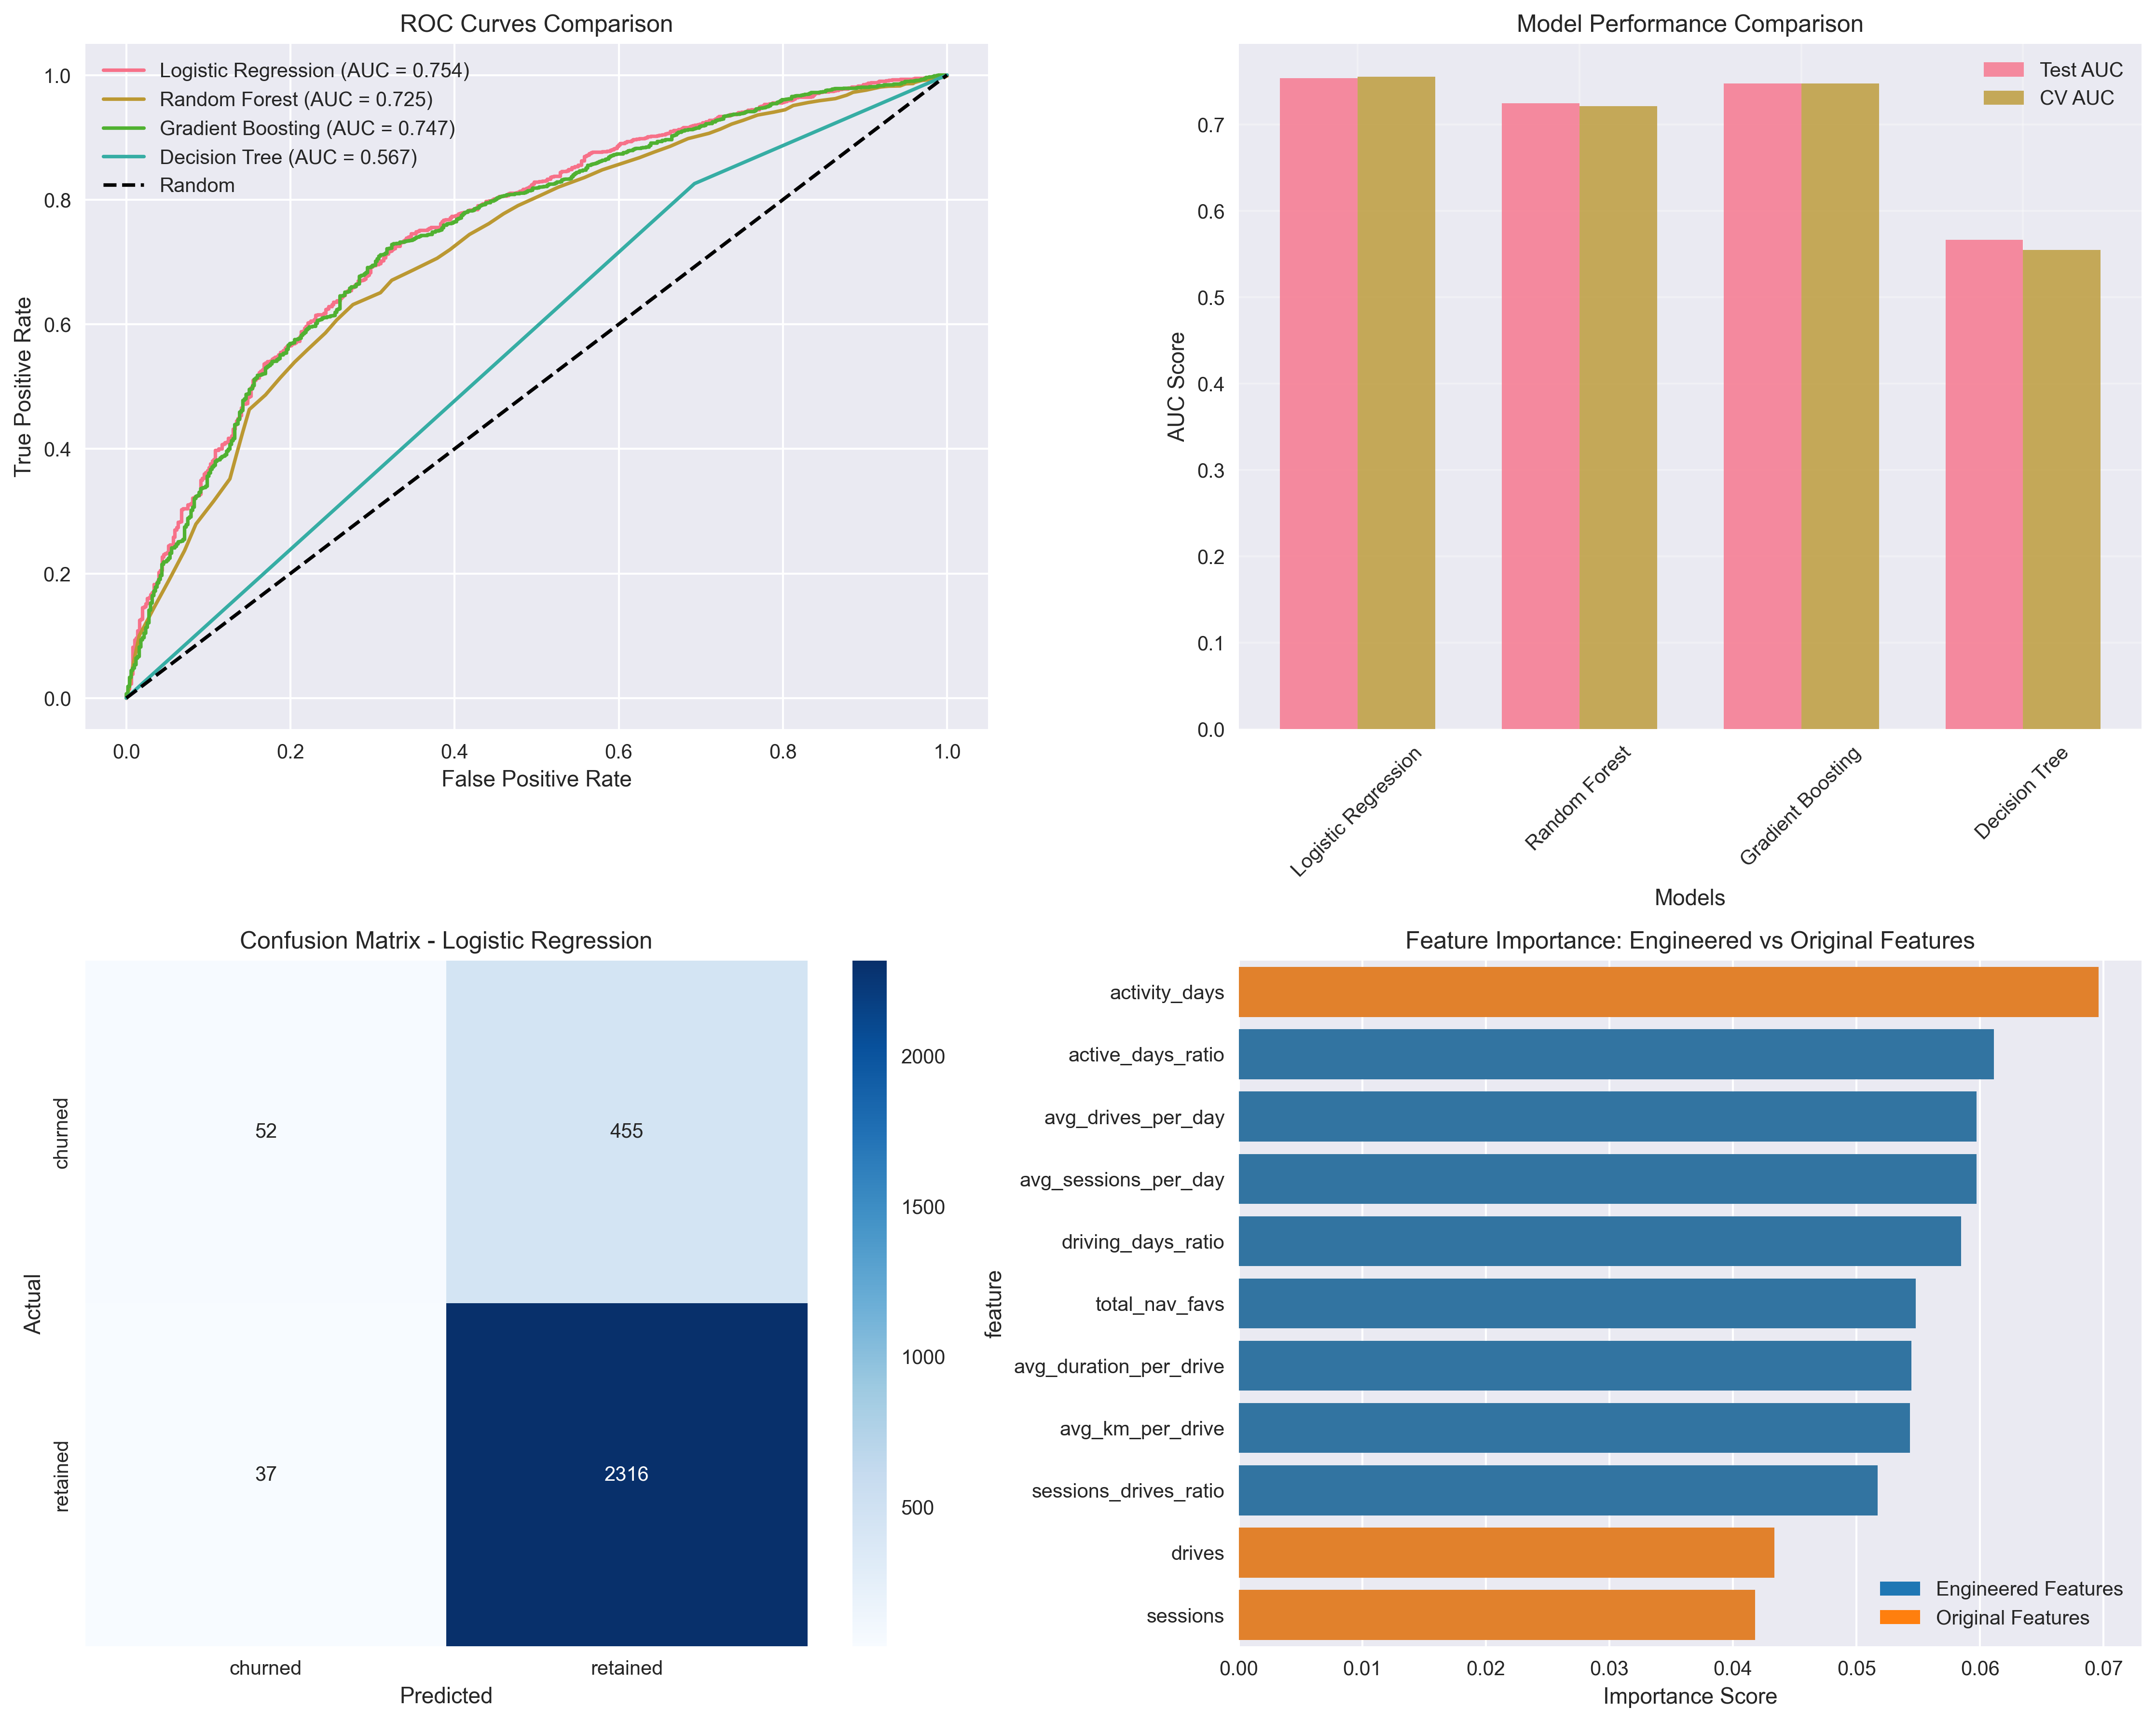 ROC Curves Comparison
Logistic Regression (AUC = 0.754)
Random Forest (AUC = 0.725)
Gradient Boosting (AUC = 0.747)
Decision Tree (AUC = 0.567)
Random
1.0
0.8
0.6
0.4
0.2
0.0
True Positive Rate
0.0 0.2 0.4 0.6 0.8 1.0
False Positive Rate
Model Performance Comparison
Test AUC
CV AUC
0.7
0.6
0.5
0.4
0.3
0.2
0.1
0.0
AUC Score
Logistic Regression
Random Forest
Gradient Boosting
Decision Tree
Models
Confusion Matrix - Logistic Regression
churned
52 455
retained
37 2316
Actual
churned retained
Predicted
2000
1500
1000
500
Feature Importance: Engineered vs Original Features
activity_days
active_days_ratio
avg_drives_per_day
avg_sessions_per_day
driving_days_ratio
total_nav_favs
avg_duration_per_drive
avg_km_per_drive
sessions_drives_ratio
drives
sessions
feature
Engineered Features
Original Features
0.00 0.01 0.02 0.03 0.04 0.05 0.06 0.07
Importance Score